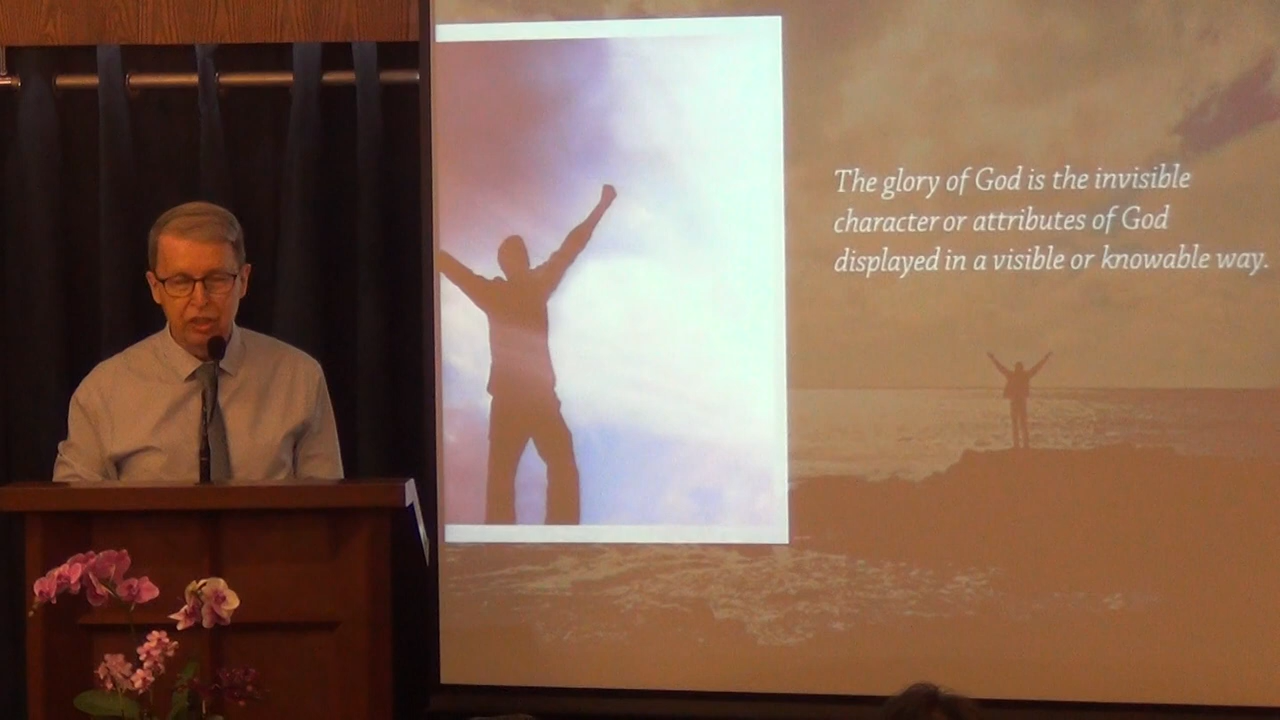 The glory of God is the invisible
character or attributes of God
displayed in a visible or knowable way.